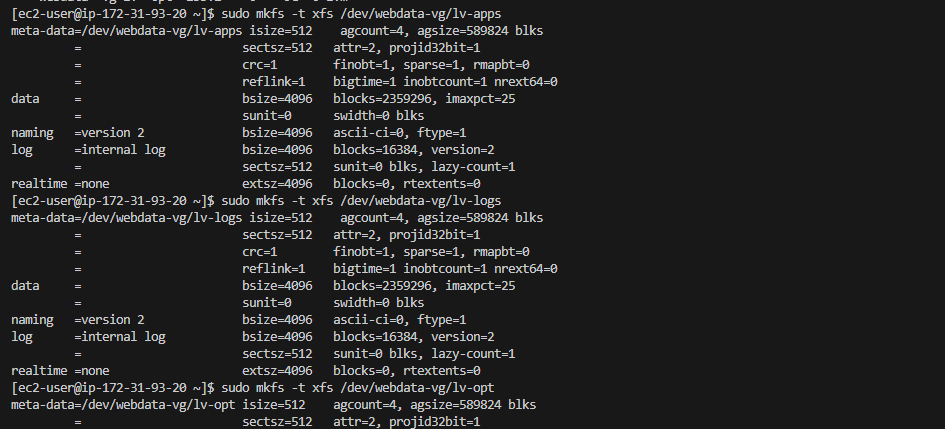 [ec2-user@ip-172-31-93-20 ~]$ sudo mkfs -t xfs /dev/webdata-vg/lv-apps
meta-data=/dev/webdata-vg/lv-apps isize=512    agcount=4, agsize=589824 blks
         =                       sectsz=512   attr=2, projid32bit=1
         =                       crc=1        finobt=1, sparse=1, rmapbt=0
         =                       reflink=1    bigtime=1 inobtcount=1 nrext64=0
data     =                       bsize=4096   blocks=2359296, imaxpct=25
         =                       sunit=0      swidth=0 blks
naming   =version 2              bsize=4096   ascii-ci=0, ftype=1
log      =internal log           bsize=4096   blocks=16384, version=2
         =                       sectsz=512   sunit=0 blks, lazy-count=1
realtime =none                   extsz=4096   blocks=0, rtextents=0
[ec2-user@ip-172-31-93-20 ~]$ sudo mkfs -t xfs /dev/webdata-vg/lv-logs
meta-data=/dev/webdata-vg/lv-logs isize=512    agcount=4, agsize=589824 blks
         =                       sectsz=512   attr=2, projid32bit=1
         =                       crc=1        finobt=1, sparse=1, rmapbt=0
         =                       reflink=1    bigtime=1 inobtcount=1 nrext64=0
data     =                       bsize=4096   blocks=2359296, imaxpct=25
         =                       sunit=0      swidth=0 blks
naming   =version 2              bsize=4096   ascii-ci=0, ftype=1
log      =internal log           bsize=4096   blocks=16384, version=2
         =                       sectsz=512   sunit=0 blks, lazy-count=1
realtime =none                   extsz=4096   blocks=0, rtextents=0
[ec2-user@ip-172-31-93-20 ~]$ sudo mkfs -t xfs /dev/webdata-vg/lv-opt
meta-data=/dev/webdata-vg/lv-opt isize=512    agcount=4, agsize=589824 blks
         =                       sectsz=512   attr=2, projid32bit=1